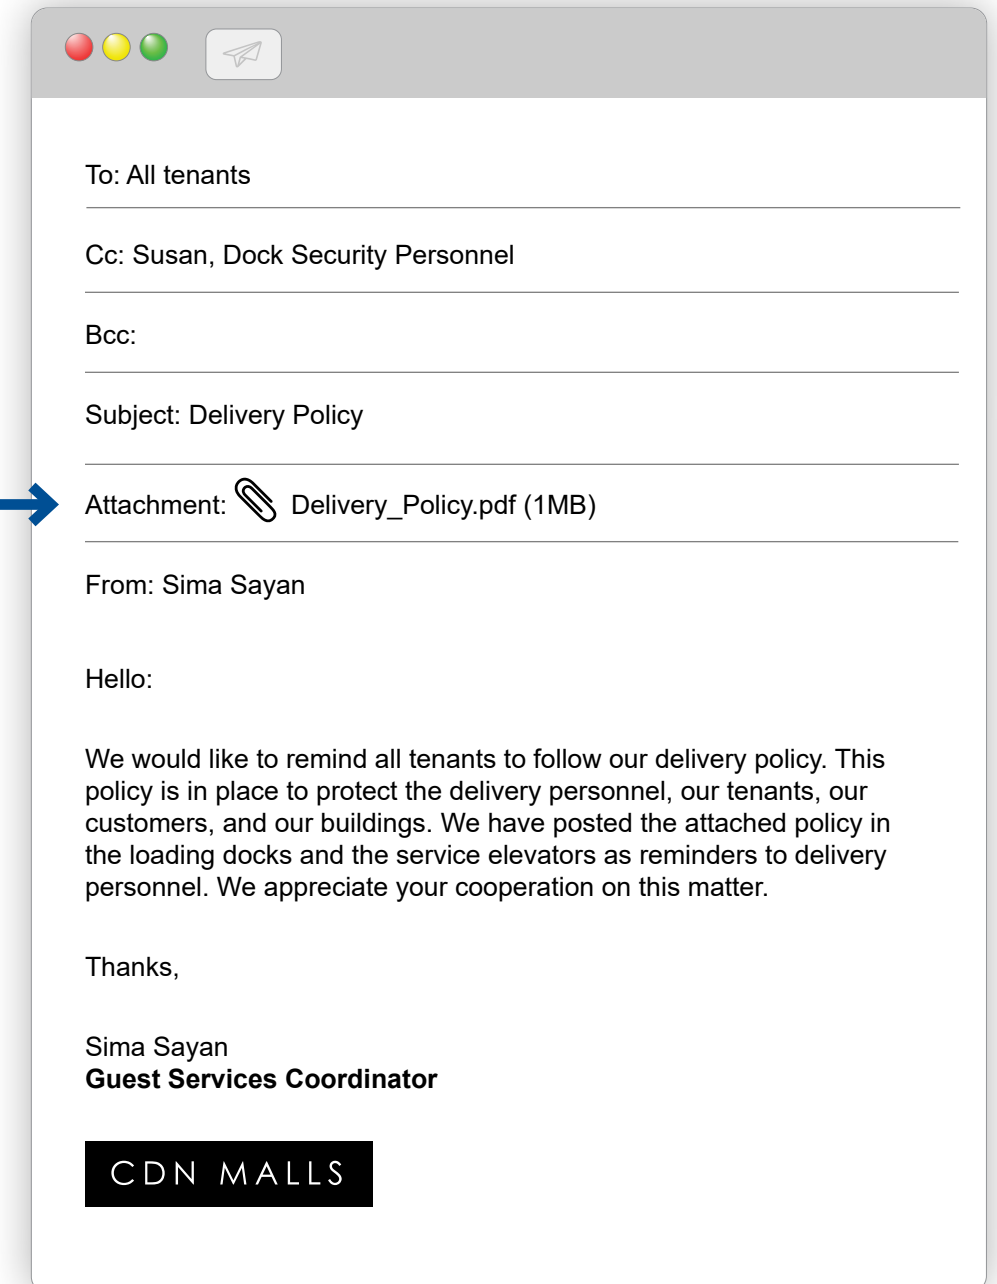 To: All tenants
Cc: Susan, Dock Security Personnel
Bcc:
Subject: Delivery Policy
Attachment: Delivery_Policy.pdf (1MB)
From: Sima Sayan
Hello:
We would like to remind all tenants to follow our delivery policy. This
policy is in place to protect the delivery personnel, our tenants, our
customers, and our buildings. We have posted the attached policy in
the loading docks and the service elevators as reminders to delivery
personnel. We appreciate your cooperation on this matter.
Thanks,
Sima Sayan
Guest Services Coordinator
CDN MALLS